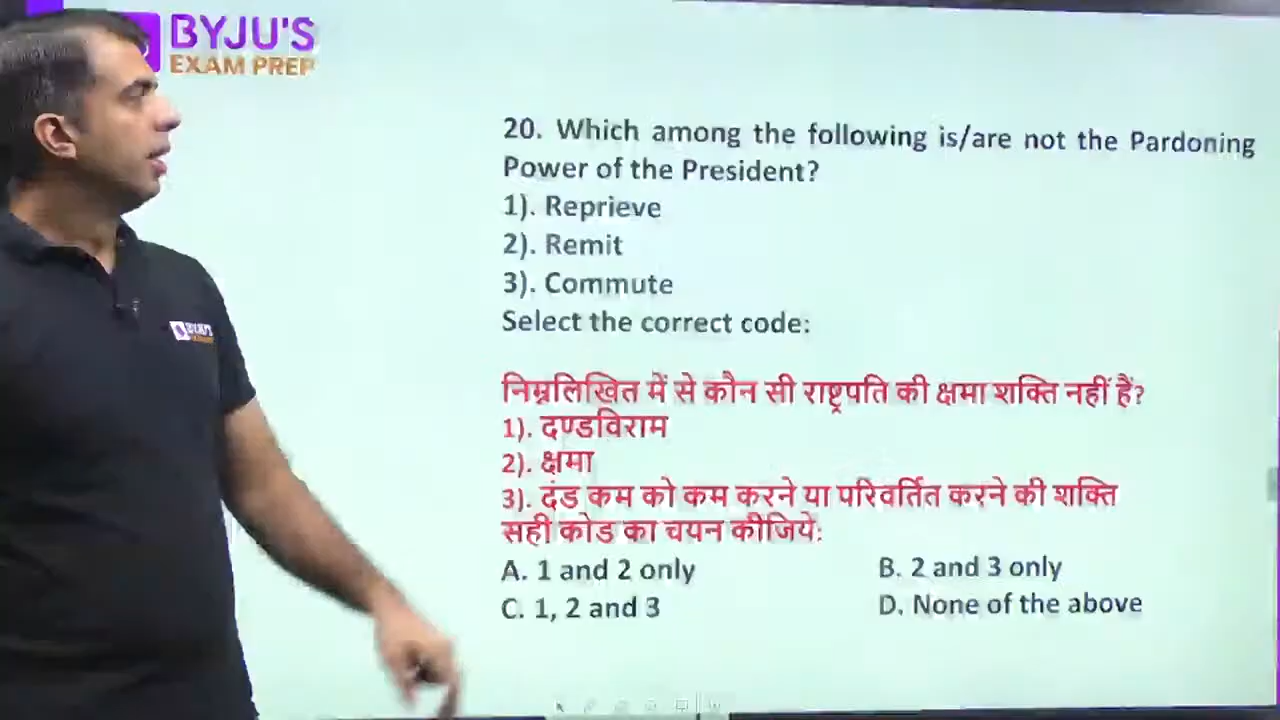 BYJU'S
EXAM PREP
BYJU'S
20. Which among the following is/are not the Pardoning
Power of the President?
1). Reprieve
2). Remit
3). Commute
Select the correct code:
निम्नलिखित में से कौन सी राष्ट्रपति की क्षमा शक्ति नहीं हैं?
1). दण्डविराम
2). क्षमा
3). दंड कम को कम करने या परिवर्तित करने की शक्ति
सही कोड का चयन कीजिये:
A. 1 and 2 only
B. 2 and 3 only
C. 1, 2 and 3
D. None of the above